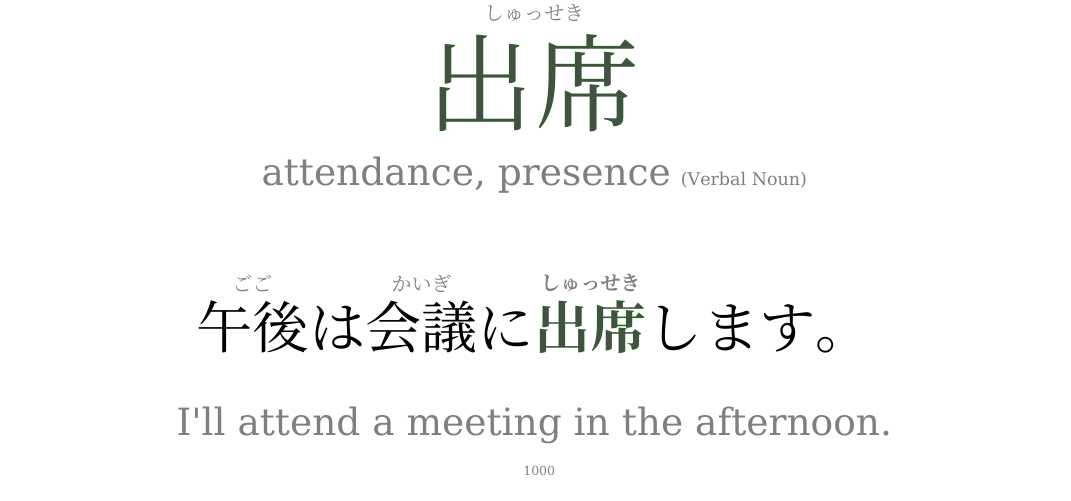 しゅっせき
出席
attendance, presence (Verbal Noun)
ごご かいぎ しゅっせき
午後は会議に出席します。
I'll attend a meeting in the afternoon.
1000